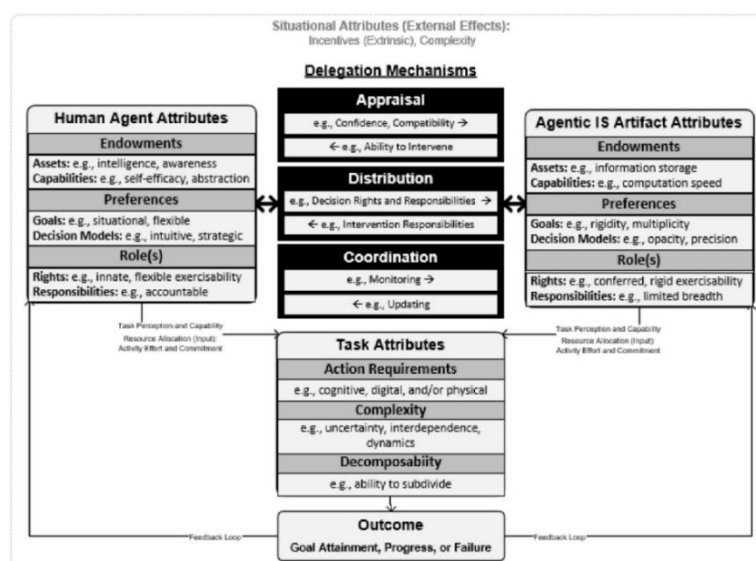 Situational Attributes (External Effects):
Incentives (Extrinsic), Complexity
Delegation Mechanisms
Human Agent Attributes
Endowments
Assets: e.g., intelligence, awareness
Capabilities: e.g., self-efficacy, abstraction
Preferences
Goals: e.g., situational, flexible
Decision Models: e.g., intuitive, strategic
Role(s)
Rights: e.g., innate, flexible exercisability
Responsibilities: e.g., accountable
Appraisal
e.g., Confidence, Compatibility →
← e.g., Ability to Intervene
Distribution
e.g., Decision Rights and Responsibilities →
← e.g., Intervention Responsibilities
Coordination
e.g., Monitoring →
← e.g., Updating
Agentic IS Artifact Attributes
Endowments
Assets: e.g., information storage
Capabilities: e.g., computation speed
Preferences
Goals: e.g., rigidity, multiplicity
Decision Models: e.g., opacity, precision
Role(s)
Rights: e.g., conferred, rigid exercisability
Responsibilities: e.g., limited breadth
Task Perception and Capability
Resource Allocation (Input):
Activity Effort and Commitment
Task Perception and Capability
Resource Allocation (Input):
Activity Effort and Commitment
Task Attributes
Action Requirements
e.g., cognitive, digital, and/or physical
Complexity
e.g., uncertainty, interdependence,
dynamics
Decomposabiity
e.g., ability to subdivide
Outcome
Goal Attainment, Progress, or Failure
Feedback Loop
Feedback Loop